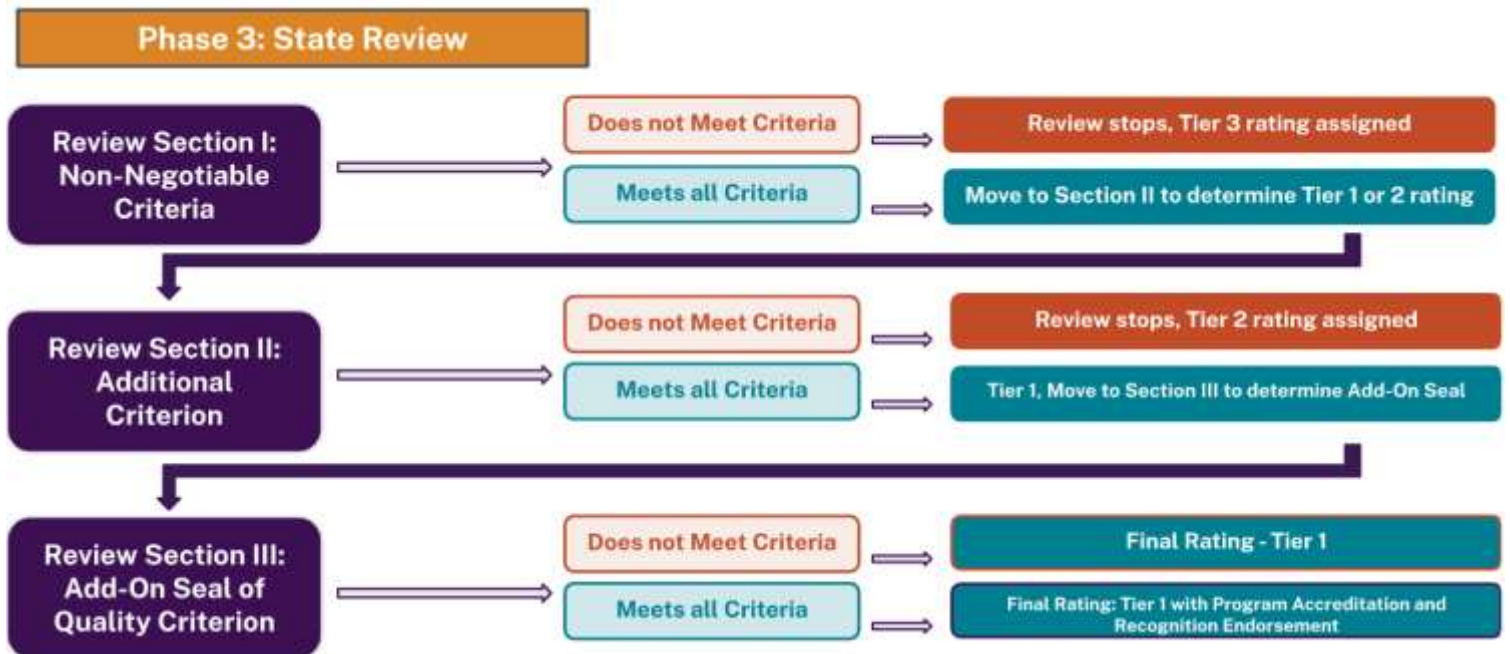 Phase 3: State Review
Review Section I:
Non-Negotiable
Criteria
Does not Meet Criteria
Review stops, Tier 3 rating assigned
Meets all Criteria
Move to Section II to determine Tier 1 or 2 rating
Review Section II:
Additional
Criterion
Does not Meet Criteria
Review stops, Tier 2 rating assigned
Meets all Criteria
Tier 1, Move to Section III to determine Add-On Seal
Review Section III:
Add-On Seal of
Quality Criterion
Does not Meet Criteria
Final Rating - Tier 1
Meets all Criteria
Final Rating: Tier 1 with Program Accreditation and
Recognition Endorsement